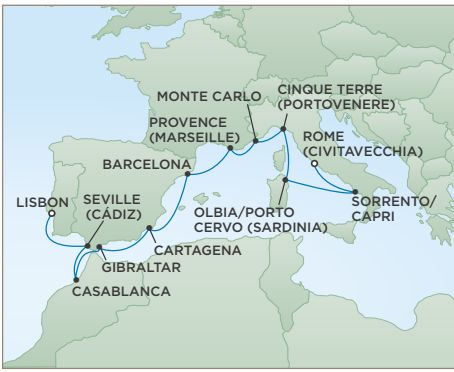 MONTE CARLO
CINQUE TERRE
(PORTOVENERE)
PROVENCE
(MARSEILLE)
ROME
(CIVITAVECCHIA)
BARCELONA
LISBON
SEVILLE
(CÁDIZ)
OLBIA/PORTO
CERVO (SARDINIA)
SORRENTO/
CAPRI
CARTAGENA
GIBRALTAR
CASABLANCA